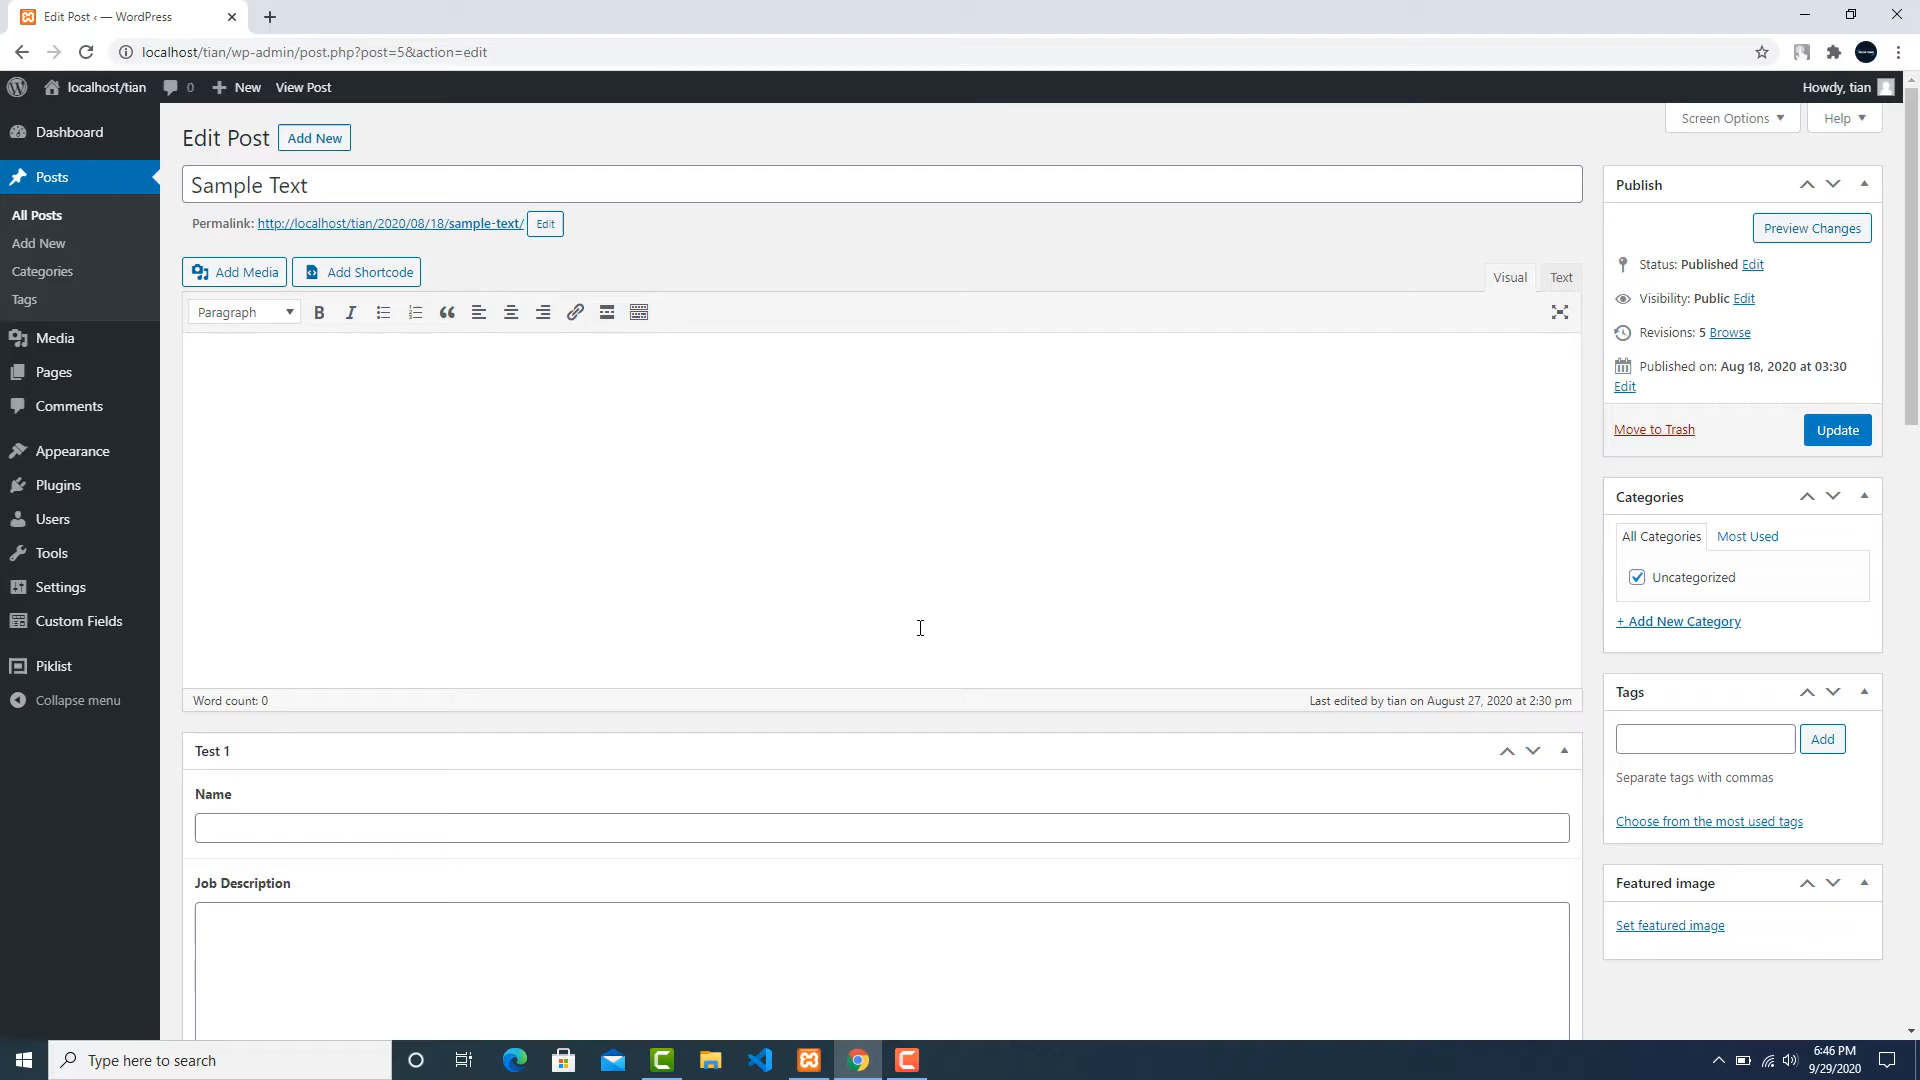 Edit Post ‹ — WordPress
localhost/tian/wp-admin/post.php?post=5&action=edit
localhost/tian 0 New View Post Howdy, tian
Screen Options Help
Dashboard
Posts
All Posts
Add New
Categories
Tags
Media
Pages
Comments
Appearance
Plugins
Users
Tools
Settings
Custom Fields
Piklist
Collapse menu
Edit Post Add New
Sample Text
Permalink: http://localhost/tian/2020/08/18/sample-text/ Edit
Add Media Add Shortcode
Visual Text
Paragraph B I
Word count: 0 Last edited by tian on August 27, 2020 at 2:30 pm
Test 1
Name
Job Description
Publish
Preview Changes
Status: Published Edit
Visibility: Public Edit
Revisions: 5 Browse
Published on: Aug 18, 2020 at 03:30
Edit
Move to Trash Update
Categories
All Categories Most Used
Uncategorized
+ Add New Category
Tags
Add
Separate tags with commas
Choose from the most used tags
Featured image
Set featured image
Type here to search
6:46 PM
9/29/2020